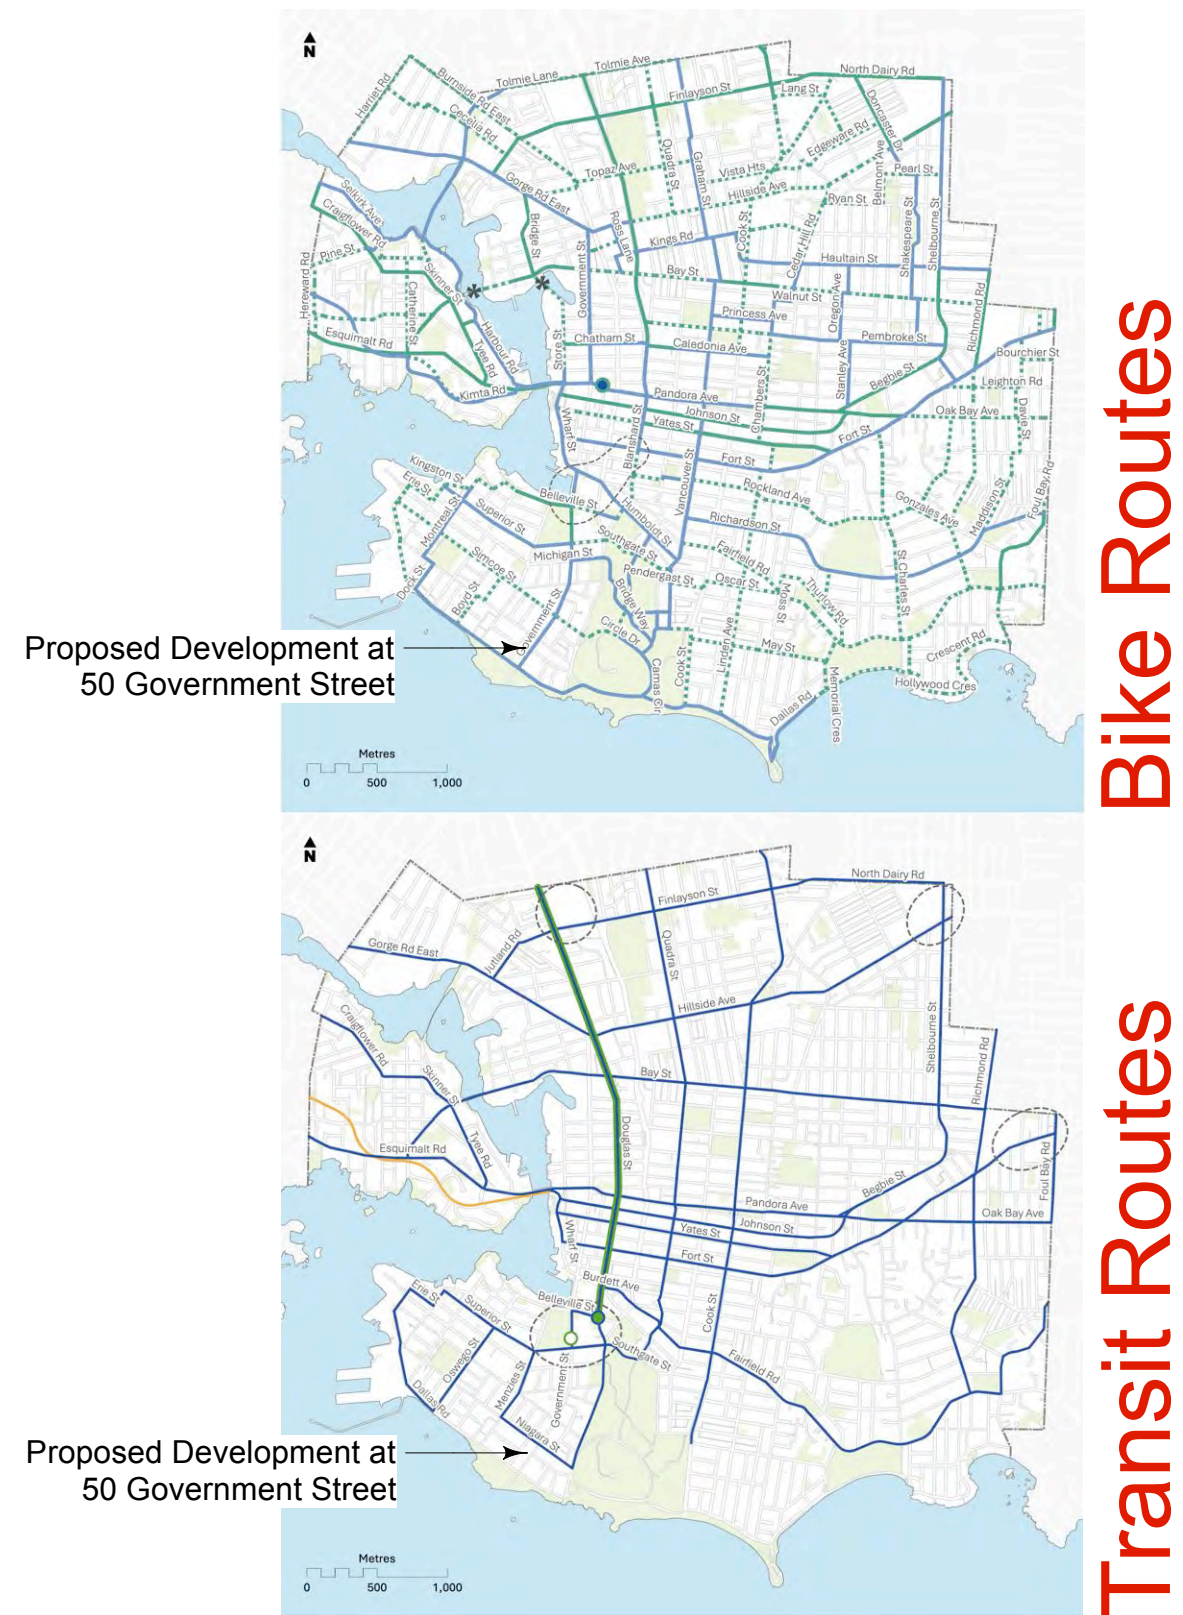 N
Tolmie Ave
Tolmie Lane
North Dairy Rd
Burnside Rd East
Harriet Rd
Finlayson St
Lang St
Doncaster Dr
Cecelia Rd
Edgeware Rd
Quadra St
Graham St
Topaz Ave
Vista Hts
Belmont Ave
Pearl St
Gorge Rd East
Hillside Ave
Ryan St
Selkirk Ave
Craigflower Rd
Bridge St
Ross Lane
Kings Rd
Cook St
Cedar Hill Rd
Shakespeare St
Shelbourne St
Pine St
Haultain St
Hereward Rd
Skinner St
Catherine St
Government St
Bay St
Walnut St
Oregon Ave
Richmond Rd
Princess Ave
Esquimalt Rd
Harbour Rd
Tyee Rd
Store St
Chatham St
Caledonia Ave
Pembroke St
Bourchier St
Stanley Ave
Begbie St
Chambers St
Leighton Rd
Kimta Rd
Pandora Ave
Johnson St
Oak Bay Ave
Davie St
Wharf St
Blanshard St
Yates St
Fort St
Fort St
Vancouver St
Kingston St
Erie St
Rockland Ave
Foul Bay Rd
Maddison St
Gonzales Ave
Belleville St
Humboldt St
Montreal St
Superior St
Richardson St
Southgate St
Michigan St
Fairfield Rd
Simcoe St
Pendergast St
Oscar St
St Charles St
Dock St
Boyd St
Bridge Way
Moss St
Thurlow Rd
Government St
Circle Dr
Linden Ave
May St
Crescent Rd
Cook St
Camas Cir
Memorial Cres
Hollywood Cres
Dallas Rd
Proposed Development at
50 Government Street
Metres
0 500 1,000
Bike Routes
N
North Dairy Rd
Finlayson St
Gorge Rd East
Jutland Rd
Quadra St
Hillside Ave
Craigflower Rd
Shelbourne St
Richmond Rd
Skinner St
Bay St
Douglas St
Esquimalt Rd
Tyee Rd
Foul Bay Rd
Begbie St
Pandora Ave
Johnson St
Oak Bay Ave
Wharf St
Yates St
Fort St
Burdett Ave
Erie St
Belleville St
Superior St
Cook St
Oswego St
Southgate St
Fairfield Rd
Menzies St
Government St
Dallas Rd
Niagara St
Proposed Development at
50 Government Street
Metres
0 500 1,000
Transit Routes